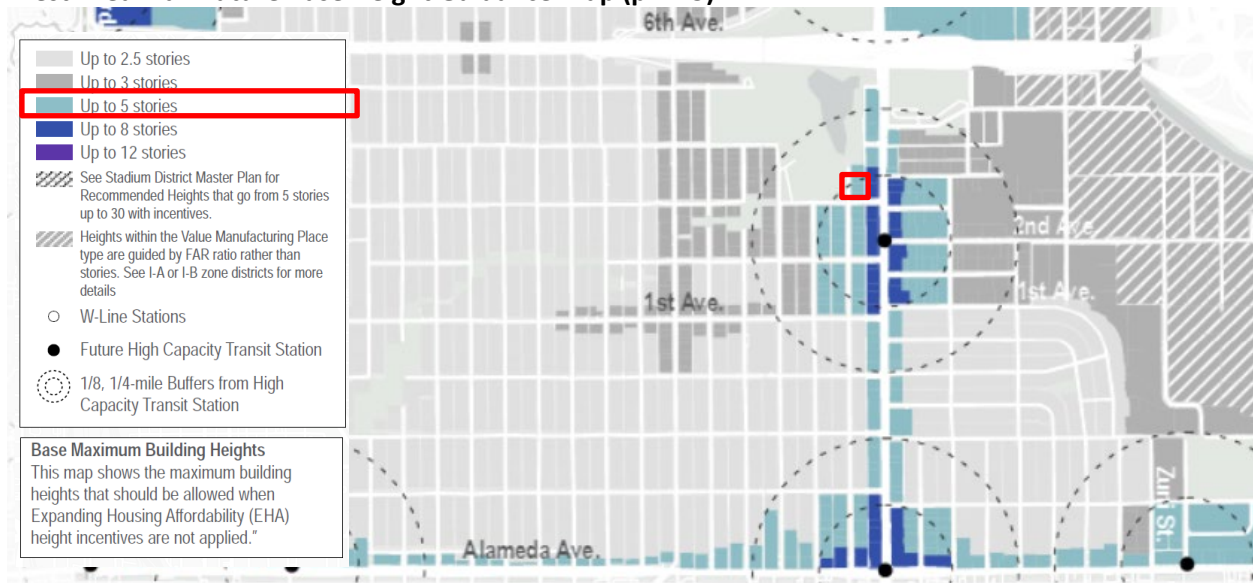 6th Ave.
Up to 2.5 stories
Up to 3 stories
Up to 5 stories
Up to 8 stories
Up to 12 stories
See Stadium District Master Plan for
Recommended Heights that go from 5 stories
up to 30 with incentives.
Heights within the Value Manufacturing Place
type are guided by FAR ratio rather than
stories. See I-A or I-B zone districts for more
details
W-Line Stations
Future High Capacity Transit Station
1/8, 1/4-mile Buffers from High
Capacity Transit Station
Base Maximum Building Heights
This map shows the maximum building
heights that should be allowed when
Expanding Housing Affordability (EHA)
height incentives are not applied."
2nd Ave.
1st Ave.
1st Ave.
Zuni St.
Alameda Ave.